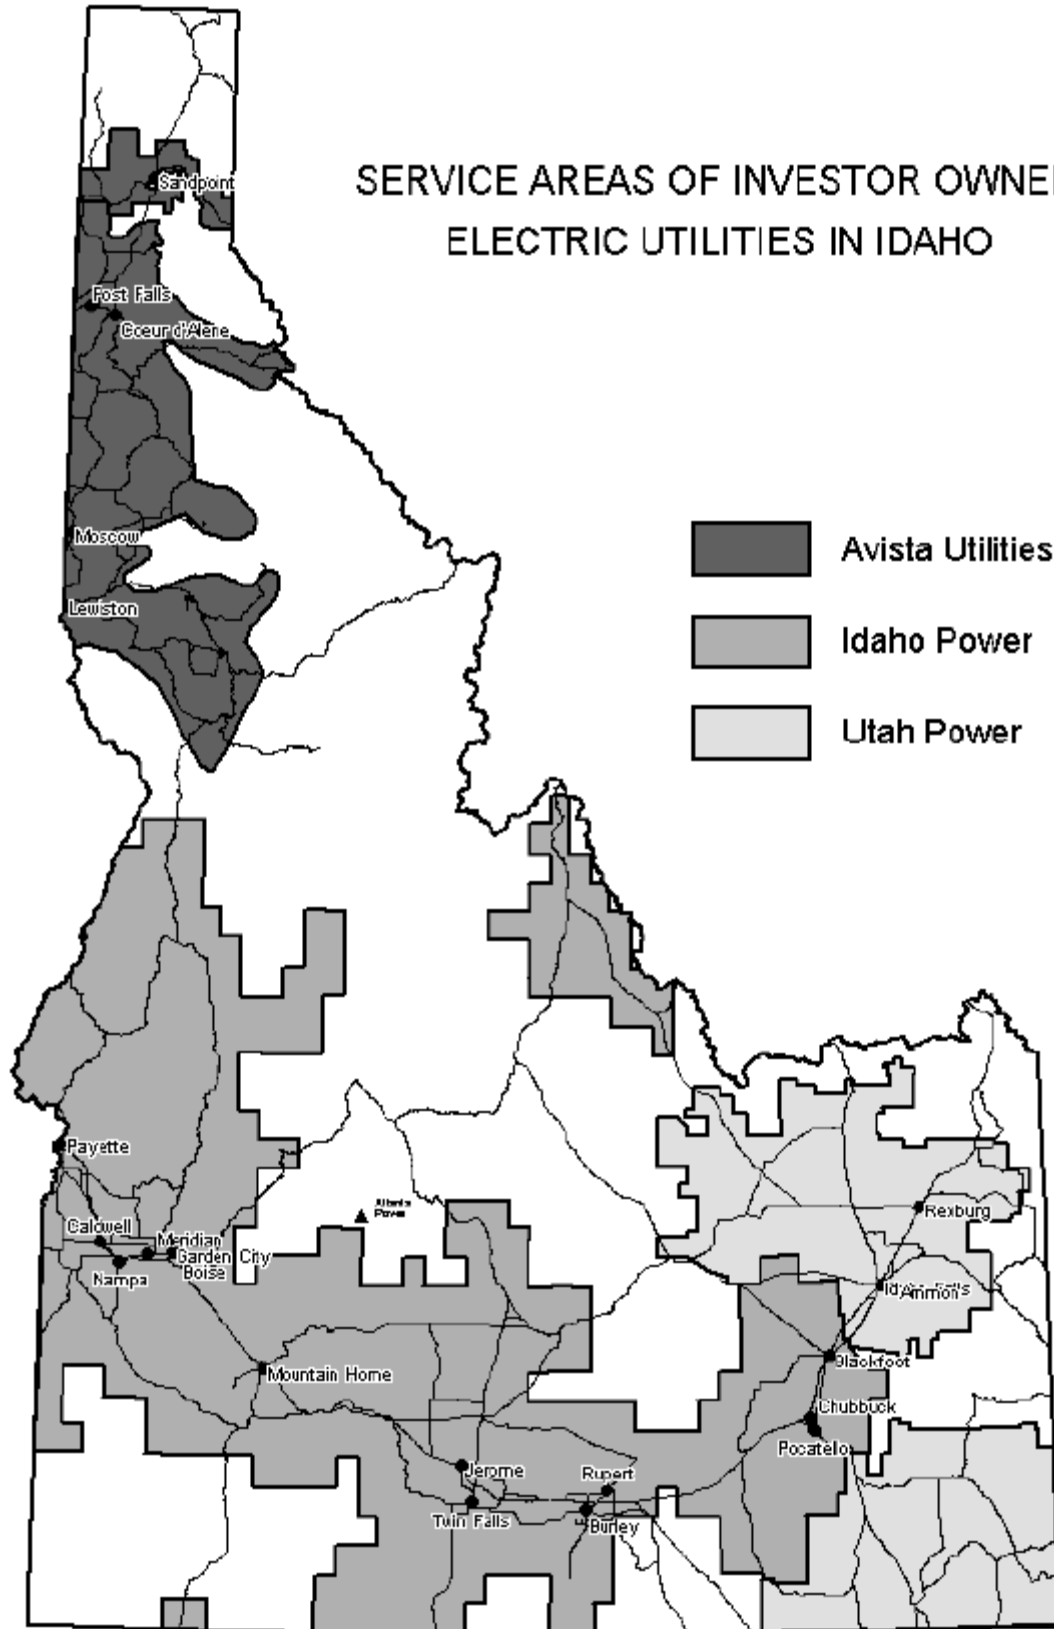 SERVICE AREAS OF INVESTOR OWNE
ELECTRIC UTILITIES IN IDAHO
Sandpoint
Post Falls
Coeur d'Alene
Moscow
Avista Utilities
Lewiston
Idaho Power
Utah Power
Payette
Atlanta
Power
Rexburg
Caldwell
Meridian
Garden City
Boise
Nampa
Ammon
Blackfoot
Mountain Home
Chubbuck
Pocatello
Jerome
Rupert
Twin Falls
Burley